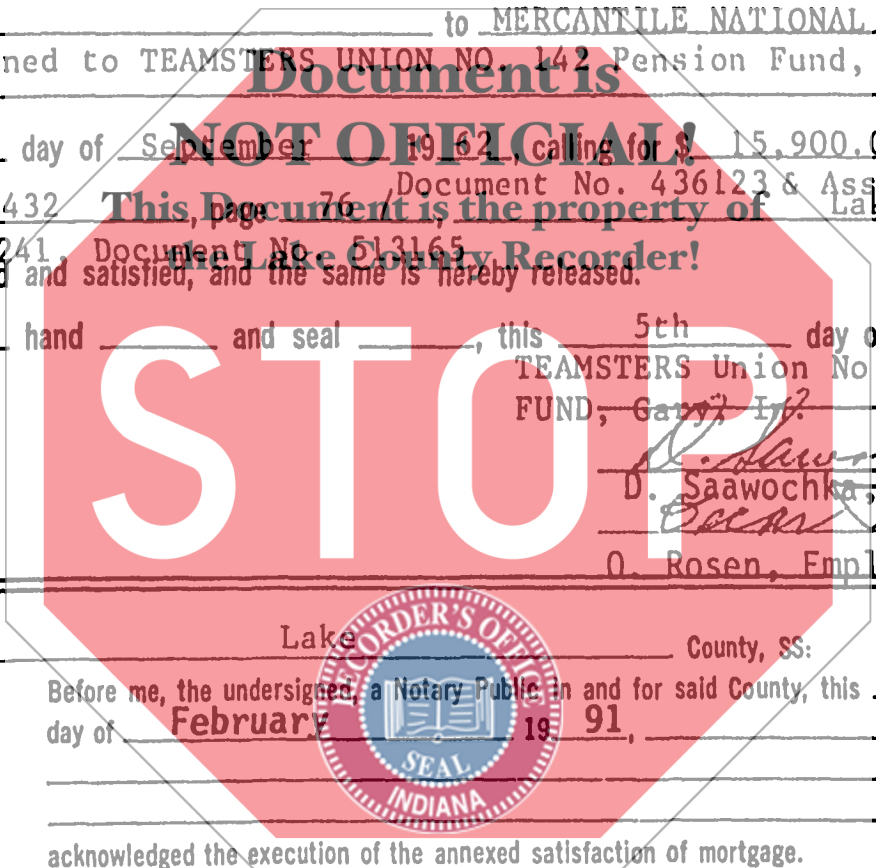 to MERCANTILE NATIONAL
ned to TEAMSTERS UNION NO. 142 Pension Fund,
Document is
NOT OFFICIAL!
This Document is the property of
the Lake County Recorder!
day of September 1962, calling for $ 15,900.0
Document No. 436123 & Ass
432, page 76 /, Lak
241, Document No. 513165
d and satisfied, and the same is hereby released.
hand and seal, this 5th day o
TEAMSTERS Union No
FUND, Gary, I
D. Saawochka,
O. Rosen, Empl
STOP
Lake County, SS:
Before me, the undersigned, a Notary Public in and for said County, this
day of February 19 91,
RECORDER'S OFFICE
SEAL
INDIANA
acknowledged the execution of the annexed satisfaction of mortgage.